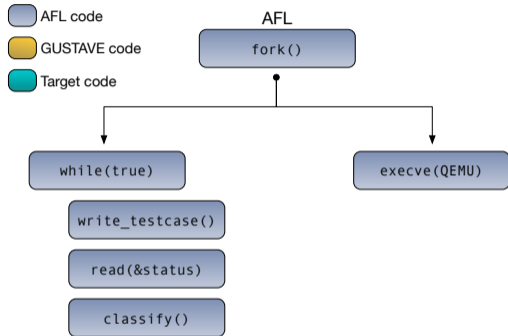 AFL code
GUSTAVE code
Target code
AFL
fork()
while(true)
execve(QEMU)
write_testcase()
read(&status)
classify()